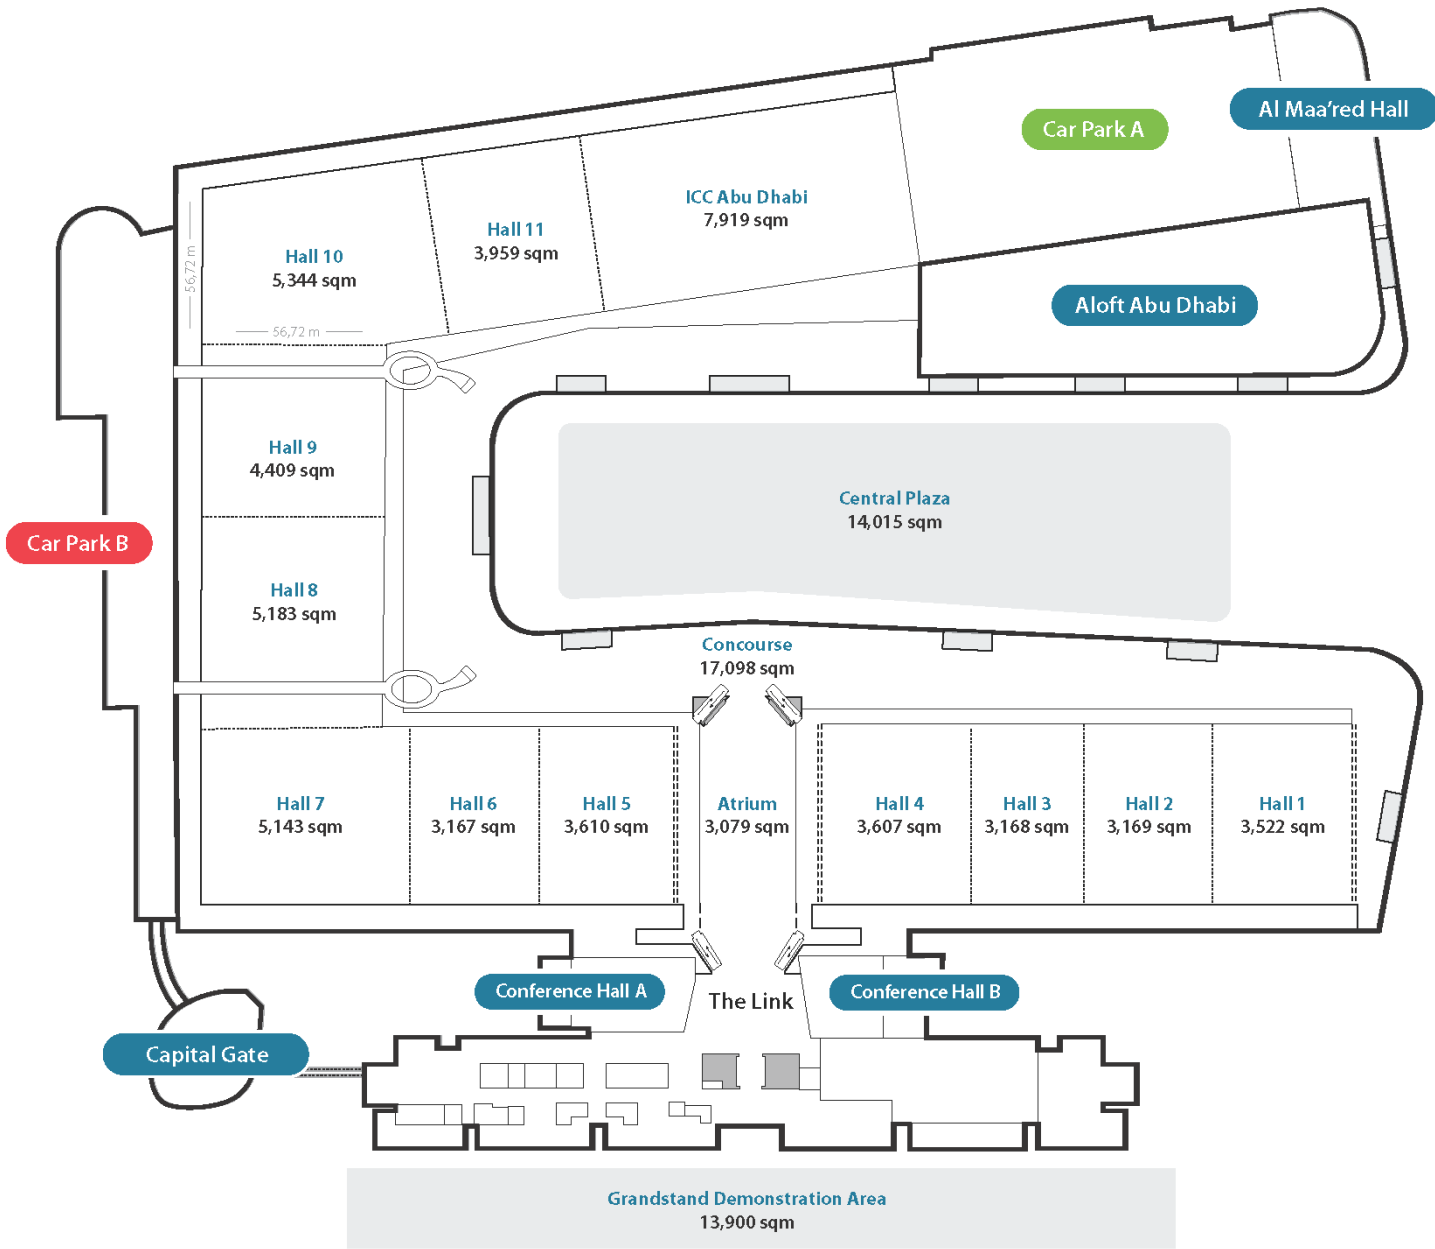 Al Maa'red Hall
Car Park A
ICC Abu Dhabi
7,919 sqm
Hall 11
3,959 sqm
Hall 10
5,344 sqm
56,72 m
56,72 m
Aloft Abu Dhabi
Hall 9
4,409 sqm
Central Plaza
14,015 sqm
Car Park B
Hall 8
5,183 sqm
Concourse
17,098 sqm
Hall 7
5,143 sqm
Hall 6
3,167 sqm
Hall 5
3,610 sqm
Atrium
3,079 sqm
Hall 4
3,607 sqm
Hall 3
3,168 sqm
Hall 2
3,169 sqm
Hall 1
3,522 sqm
Conference Hall A
The Link
Conference Hall B
Capital Gate
Grandstand Demonstration Area
13,900 sqm